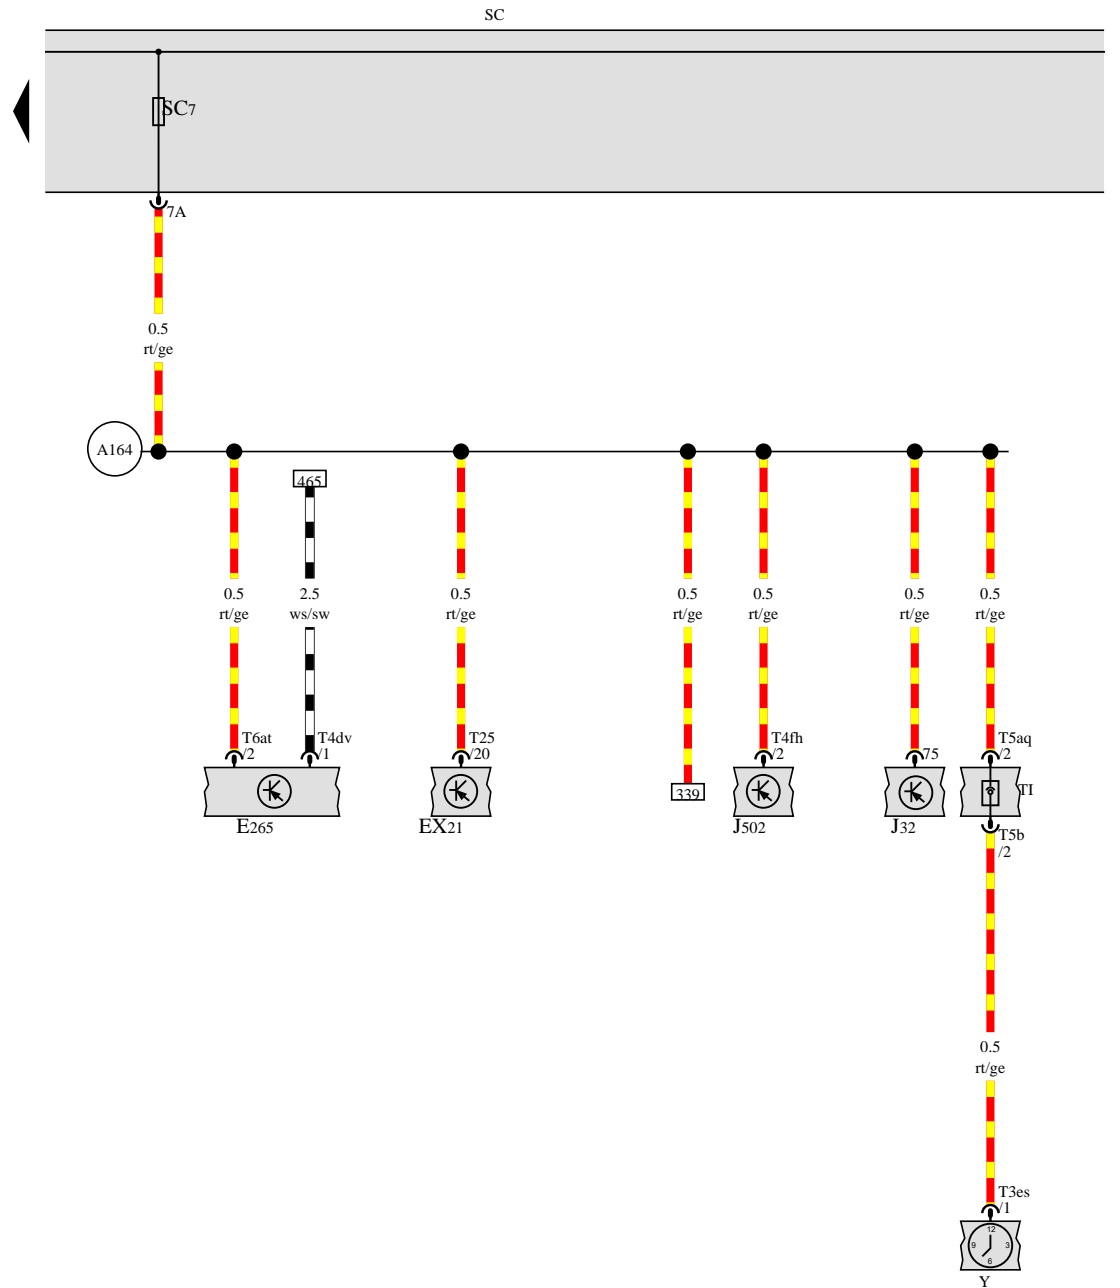 SC
SC7
7A
0.5
rt/ge
A164
465
0.5
rt/ge
2.5
ws/sw
0.5
rt/ge
0.5
rt/ge
0.5
rt/ge
0.5
rt/ge
0.5
rt/ge
T6at
/2
T4dv
/1
T25
/20
T4fh
/2
75
T5aq
/2
339
TI
E265
EX21
J502
J32
T5b
/2
0.5
rt/ge
T3es
/1
12
9
3
6
Y